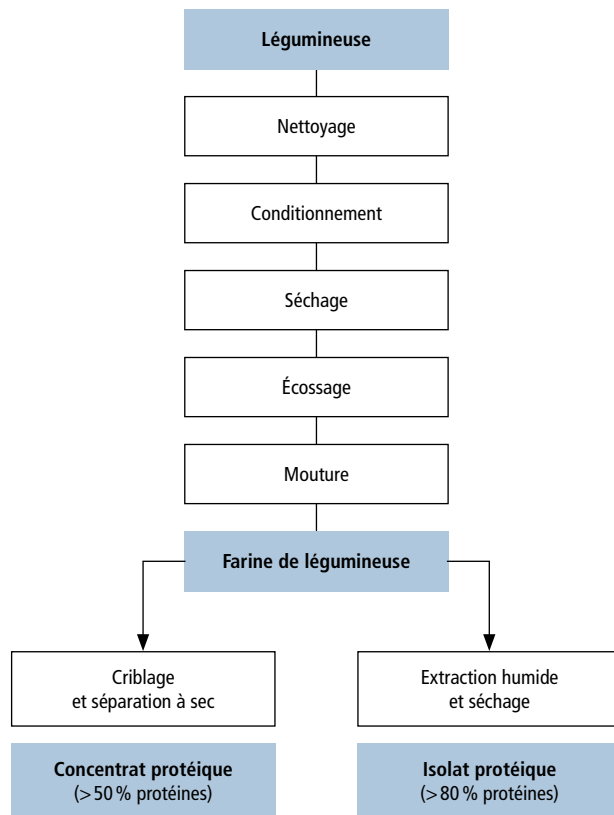 Légumineuse
Nettoyage
Conditionnement
Séchage
Écossage
Mouture
Farine de légumineuse
Criblage
et séparation à sec
Extraction humide
et séchage
Concentrat protéique
(>50 % protéines)
Isolat protéique
(>80 % protéines)